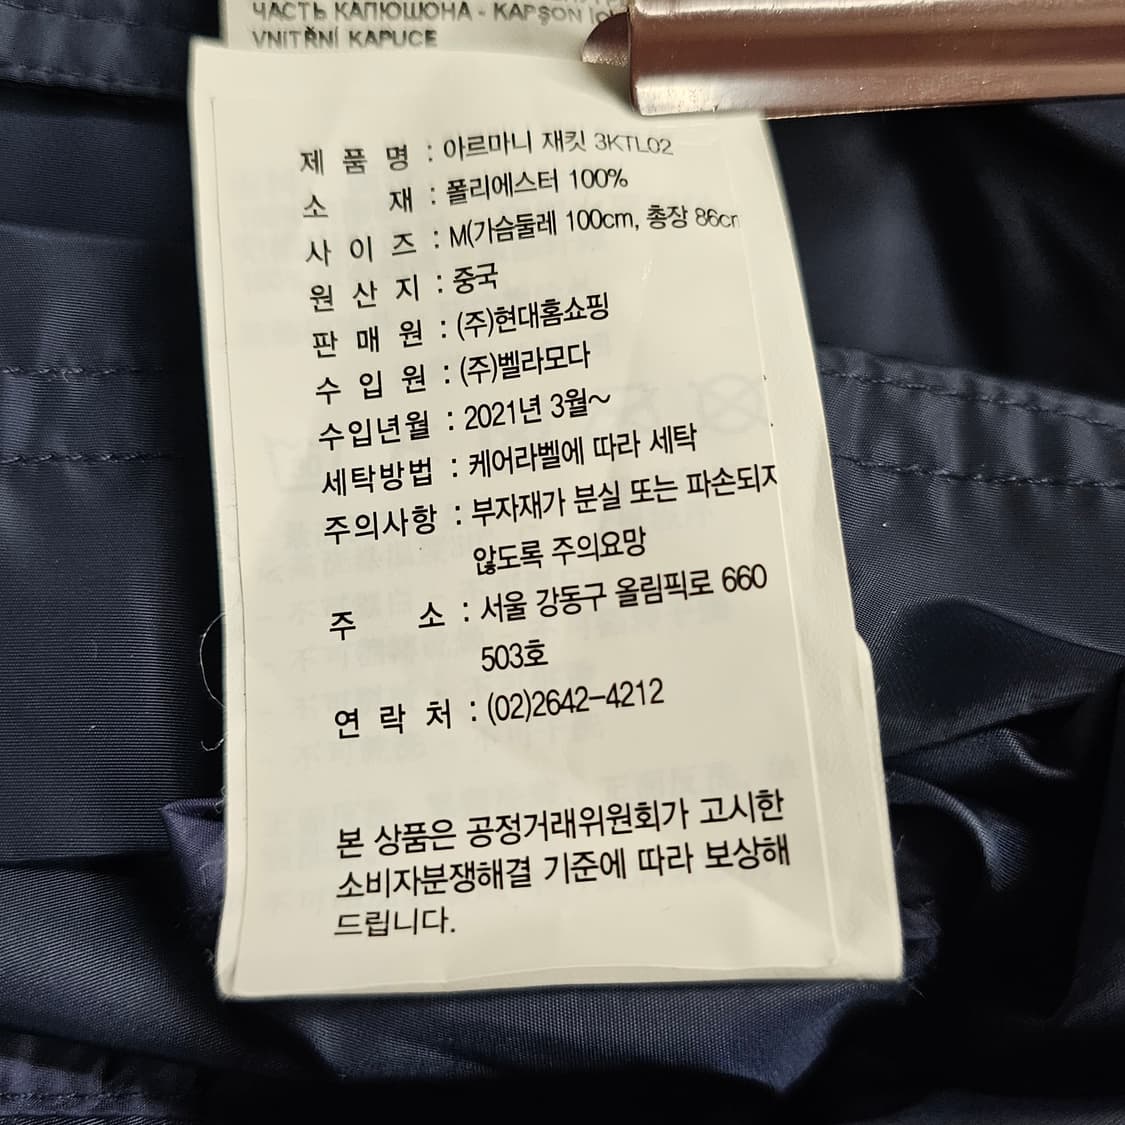 ЧАСТЬ КАПЮШОНА - KAPŞON
VNITŘNÍ KAPUCE
제 품 명 : 아르마니 재킷 3KTL02
소 재 : 폴리에스터 100%
사 이 즈 : M(가슴둘레 100cm, 총장 86cm
원 산 지 : 중국
판 매 원 : (주)현대홈쇼핑
수 입 원 : (주)벨라모다
수입년월 : 2021년 3월~
세탁방법 : 케어라벨에 따라 세탁
주의사항 : 부자재가 분실 또는 파손되지
않도록 주의요망
주 소 : 서울 강동구 올림픽로 660
503호
연 락 처 : (02)2642-4212
본 상품은 공정거래위원회가 고시한
소비자분쟁해결 기준에 따라 보상해
드립니다.